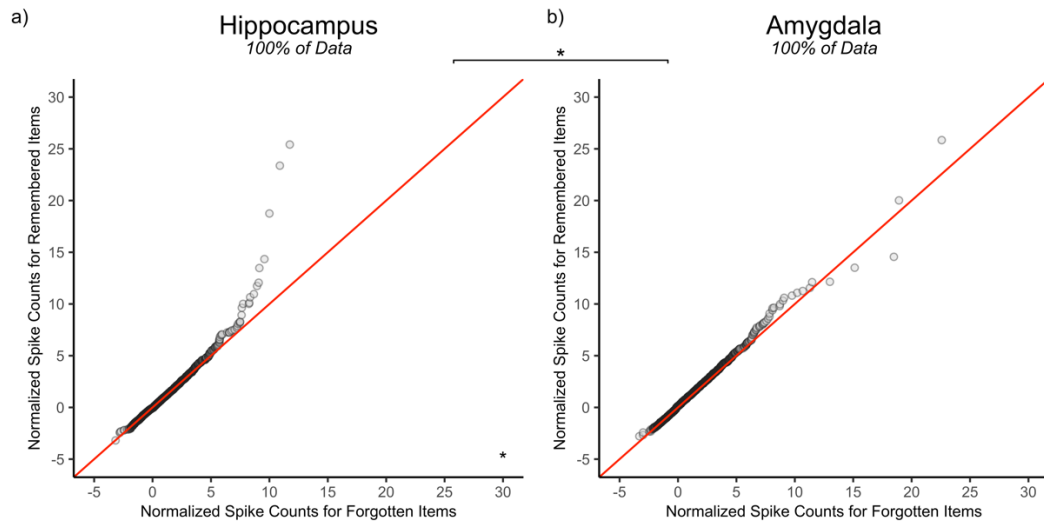 a)
Hippocampus
100% of Data
*
b)
Amygdala
100% of Data
Normalized Spike Counts for Remembered Items
30
25
20
15
10
5
0
-5
*
-5 0 5 10 15 20 25 30
Normalized Spike Counts for Forgotten Items
Normalized Spike Counts for Remembered Items
30
25
20
15
10
5
0
-5
-5 0 5 10 15 20 25 30
Normalized Spike Counts for Forgotten Items